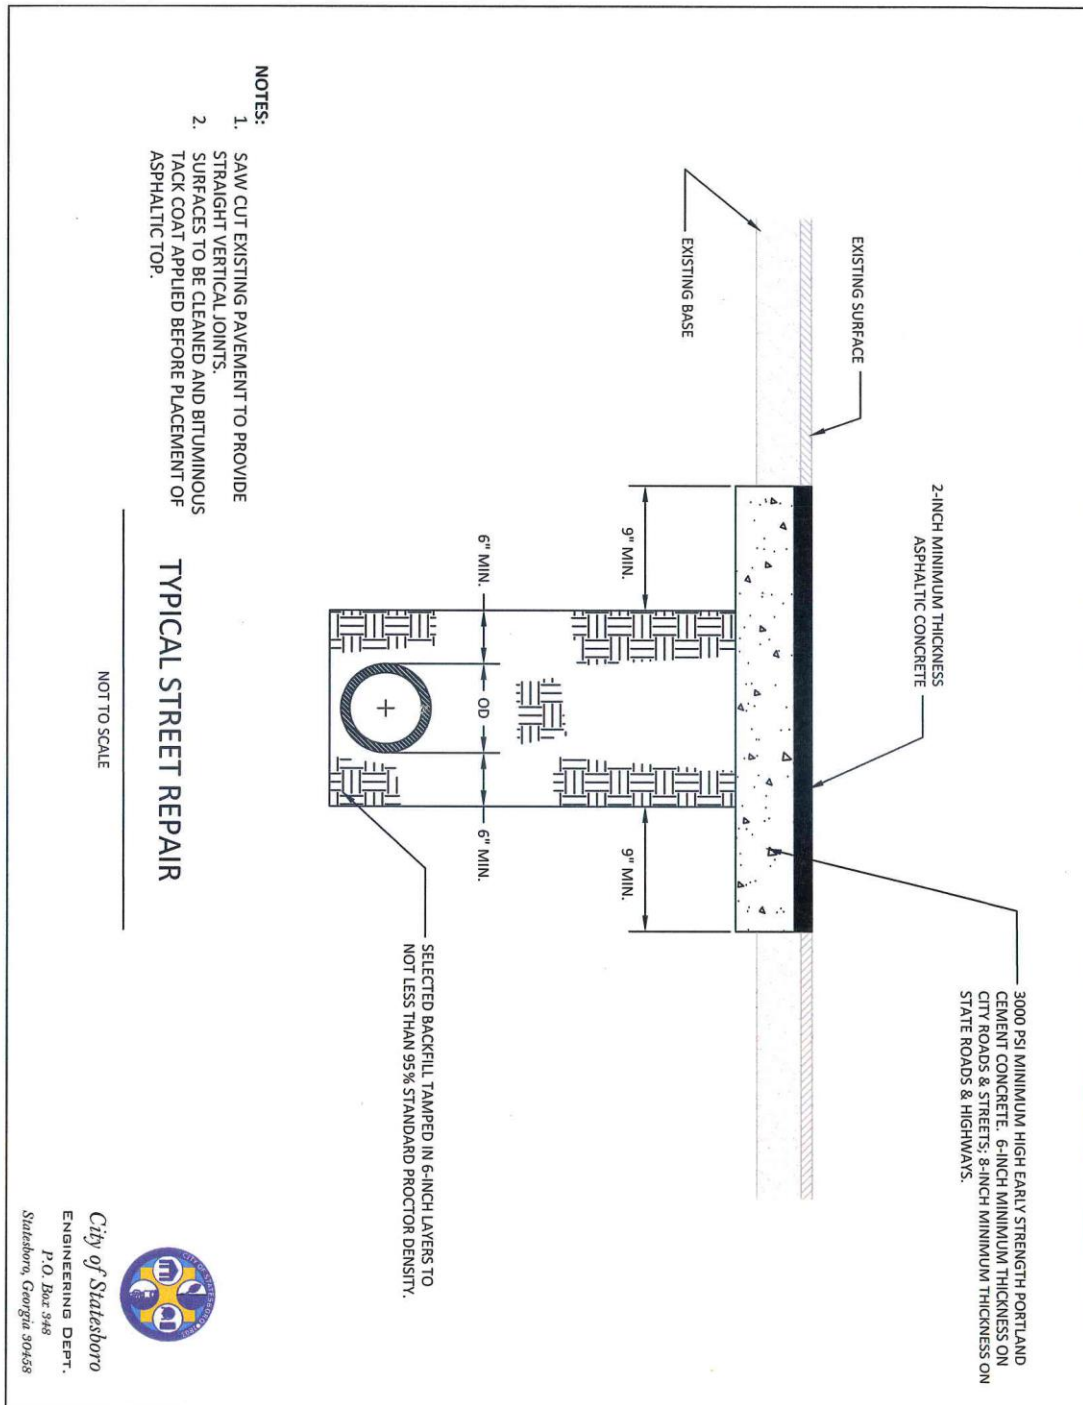 EXISTING SURFACE
EXISTING BASE
2-INCH MINIMUM THICKNESS
ASPHALTIC CONCRETE
3000 PSI MINIMUM HIGH EARLY STRENGTH PORTLAND
CEMENT CONCRETE. 6-INCH MINIMUM THICKNESS ON
CITY ROADS & STREETS; 8-INCH MINIMUM THICKNESS ON
STATE ROADS & HIGHWAYS.
9" MIN.
9" MIN.
6" MIN.
OD
6" MIN.
SELECTED BACKFILL TAMPED IN 6-INCH LAYERS TO
NOT LESS THAN 95% STANDARD PROCTOR DENSITY.
NOTES:
1. SAW CUT EXISTING PAVEMENT TO PROVIDE
STRAIGHT VERTICAL JOINTS.
2. SURFACES TO BE CLEANED AND BITUMINOUS
TACK COAT APPLIED BEFORE PLACEMENT OF
ASPHALTIC TOP.
TYPICAL STREET REPAIR
NOT TO SCALE
CITY OF STATESBORO
City of Statesboro
ENGINEERING DEPT.
P.O. Box 348
Statesboro, Georgia 30458